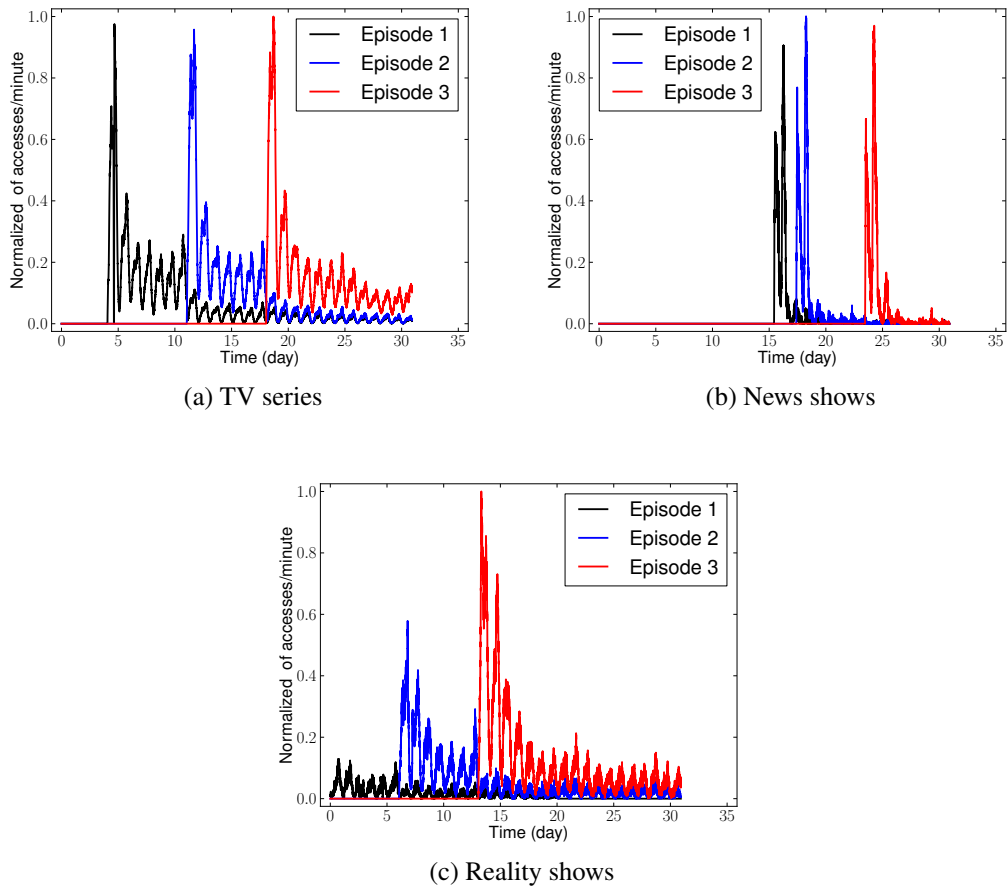 1.0
0.8
0.6
0.4
0.2
0.0
Normalized of accesses/minute
Episode 1
Episode 2
Episode 3
0 5 10 15 20 25 30 35
Time (day)
(a) TV series
1.0
0.8
0.6
0.4
0.2
0.0
Normalized of accesses/minute
Episode 1
Episode 2
Episode 3
0 5 10 15 20 25 30 35
Time (day)
(b) News shows
1.0
0.8
0.6
0.4
0.2
0.0
Normalized of accesses/minute
Episode 1
Episode 2
Episode 3
0 5 10 15 20 25 30 35
Time (day)
(c) Reality shows